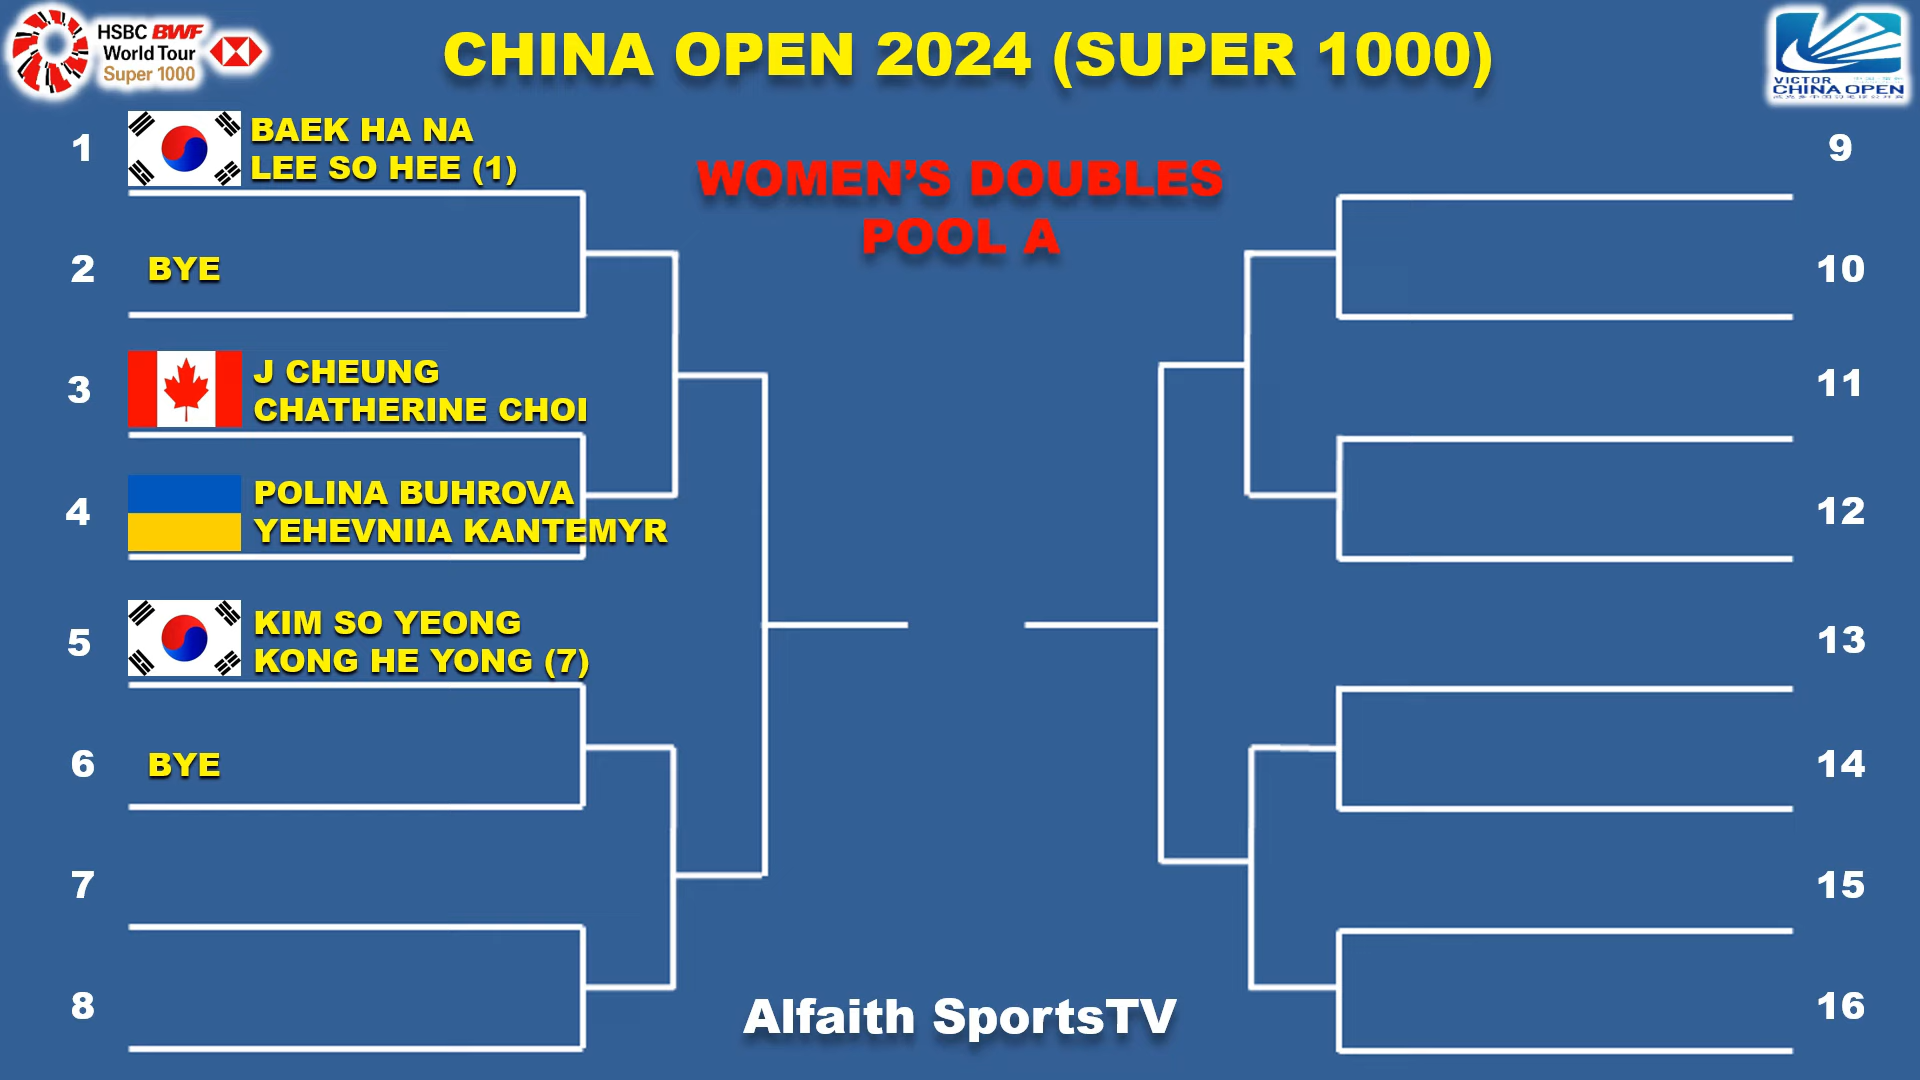 HSBC BWF
World Tour
Super 1000
CHINA OPEN 2024 (SUPER 1000)
VICTOR
CHINA OPEN
WOMEN'S DOUBLES
POOL A
1
BAEK HA NA
LEE SO HEE (1)
2
BYE
3
J CHEUNG
CHATHERINE CHOI
4
POLINA BUHROVA
YEHEVNIIA KANTEMYR
5
KIM SO YEONG
KONG HE YONG (7)
6
BYE
7
8
9
10
11
12
13
14
15
16
Alfaith SportsTV